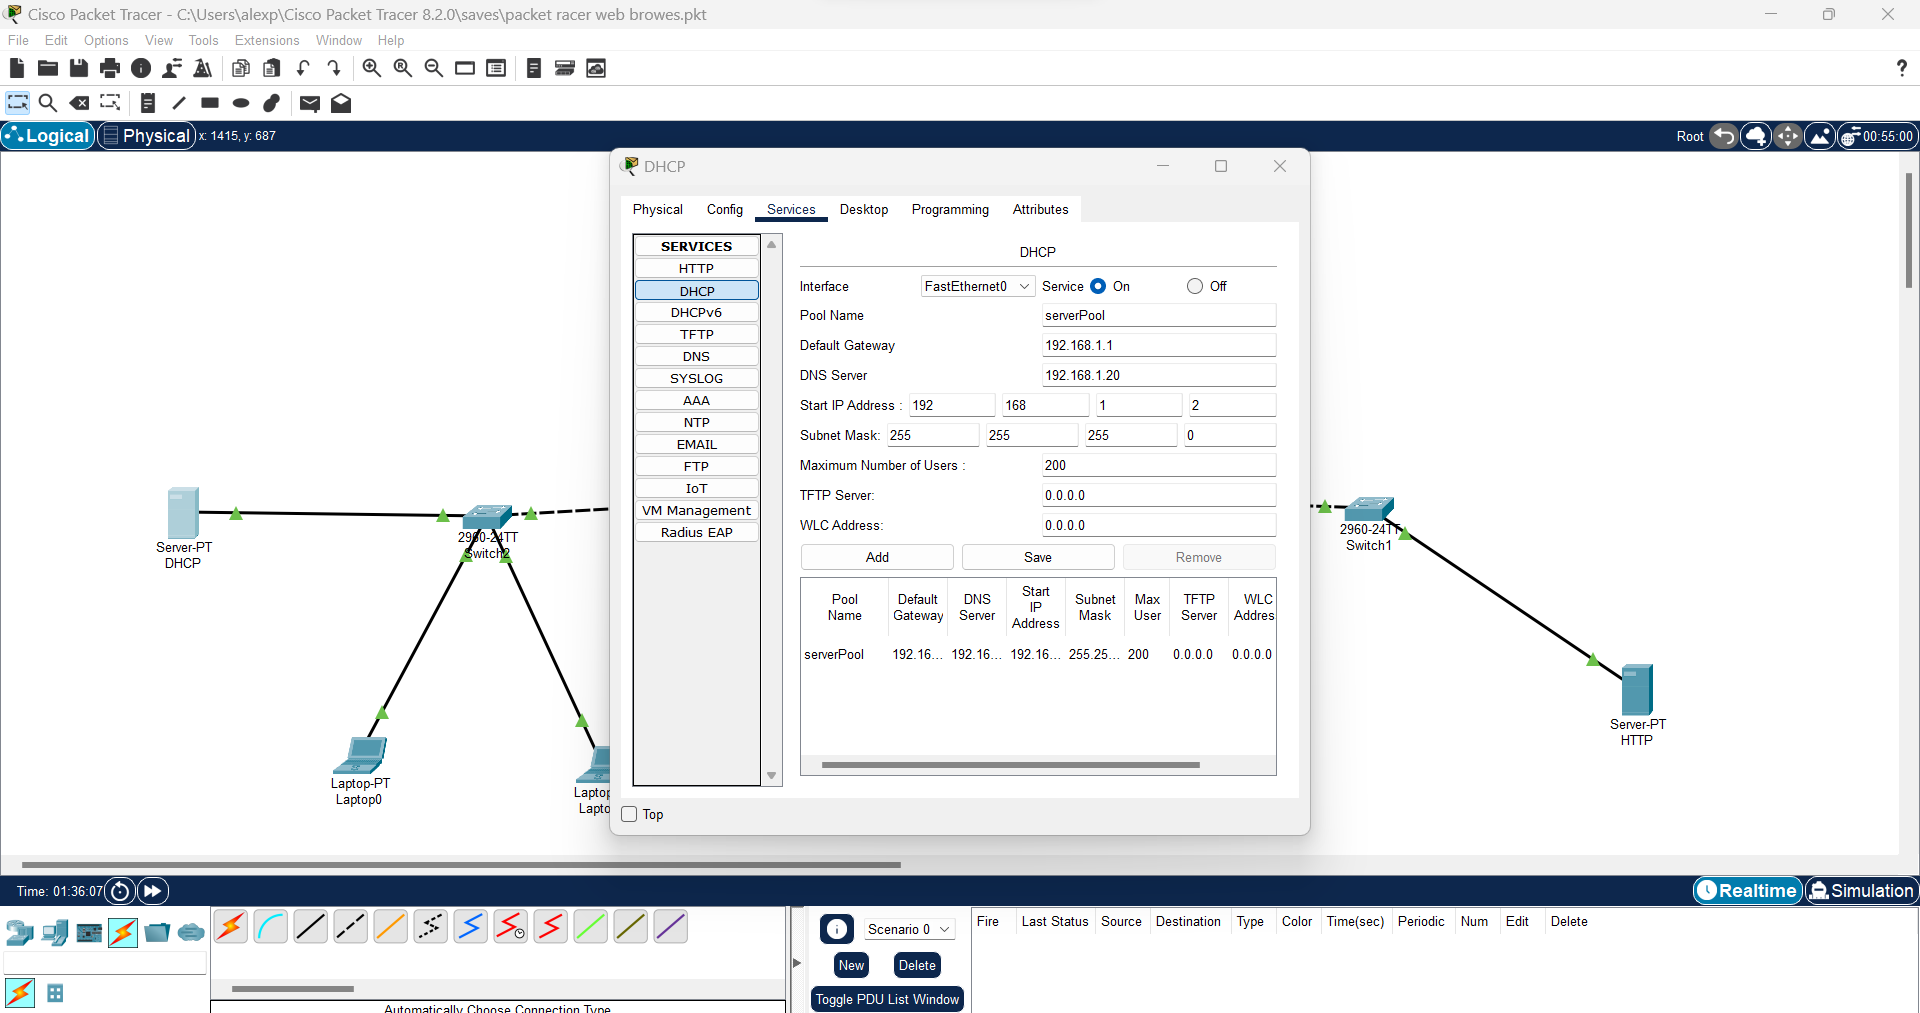 Cisco Packet Tracer - C:\Users\alexp\Cisco Packet Tracer 8.2.0\saves\packet racer web browes.pkt
File Edit Options View Tools Extensions Window Help
?
Logical Physical x: 1415, y: 687 Root 00:55:00
DHCP
Physical Config Services Desktop Programming Attributes
SERVICES
HTTP
DHCP
DHCPv6
TFTP
DNS
SYSLOG
AAA
NTP
EMAIL
FTP
IoT
VM Management
Radius EAP
DHCP
Interface FastEthernet0 Service On Off
Pool Name serverPool
Default Gateway 192.168.1.1
DNS Server 192.168.1.20
Start IP Address : 192 168 1 2
Subnet Mask: 255 255 255 0
Maximum Number of Users : 200
TFTP Server: 0.0.0.0
WLC Address: 0.0.0.0
Add Save Remove
Pool Name Default Gateway DNS Server Start IP Address Subnet Mask Max User TFTP Server WLC Addres
serverPool 192.16... 192.16... 192.16... 255.25... 200 0.0.0.0 0.0.0.0
Top
Server-PT
DHCP
2960-24TT
Switch2
Laptop-PT
Laptop0
Laptop
Lapto
2960-24TT
Switch1
Server-PT
HTTP
Time: 01:36:07 Realtime Simulation
Scenario 0
New Delete
Toggle PDU List Window
Fire Last Status Source Destination Type Color Time(sec) Periodic Num Edit Delete
Automatically Choose Connection Type